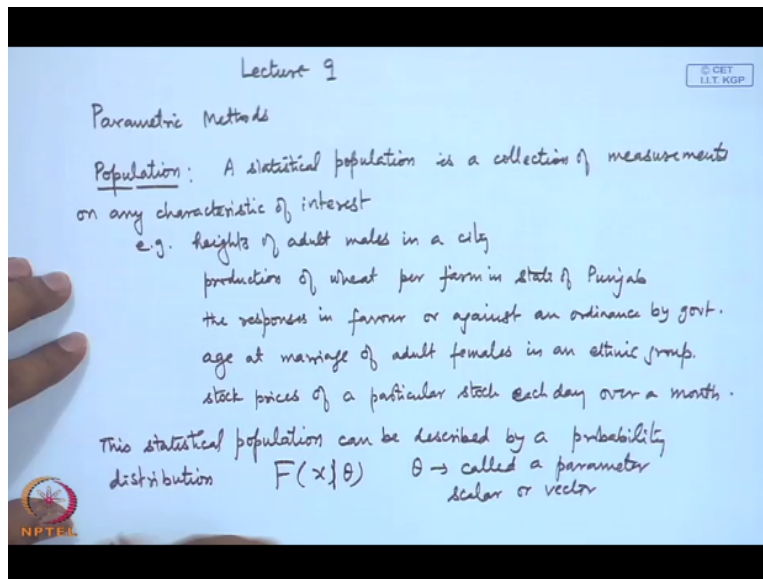 Lecture 9
© CET
I.I.T. KGP
Parametric Methods
Population: A statistical population is a collection of measurements
on any characteristic of interest
e.g. heights of adult males in a city
production of wheat per farm in state of Punjab
the responses in favour or against an ordinance by govt.
age at marriage of adult females in an ethnic group.
stock prices of a particular stock each day over a month.
This statistical population can be described by a probability
distribution F(x|θ) θ → called a parameter
scalar or vector
NPTEL